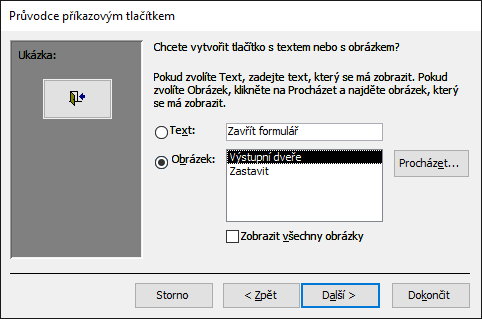 Průvodce příkazovým tlačítkem
Ukázka:
Chcete vytvořit tlačítko s textem nebo s obrázkem?
Pokud zvolíte Text, zadejte text, který se má zobrazit. Pokud
zvolíte Obrázek, klikněte na Procházet a najděte obrázek, který
se má zobrazit.
Text:
Zavřít formulář
Obrázek:
Výstupní dveře
Zastavit
Procházet...
Zobrazit všechny obrázky
Storno
< Zpět
Další >
Dokončit